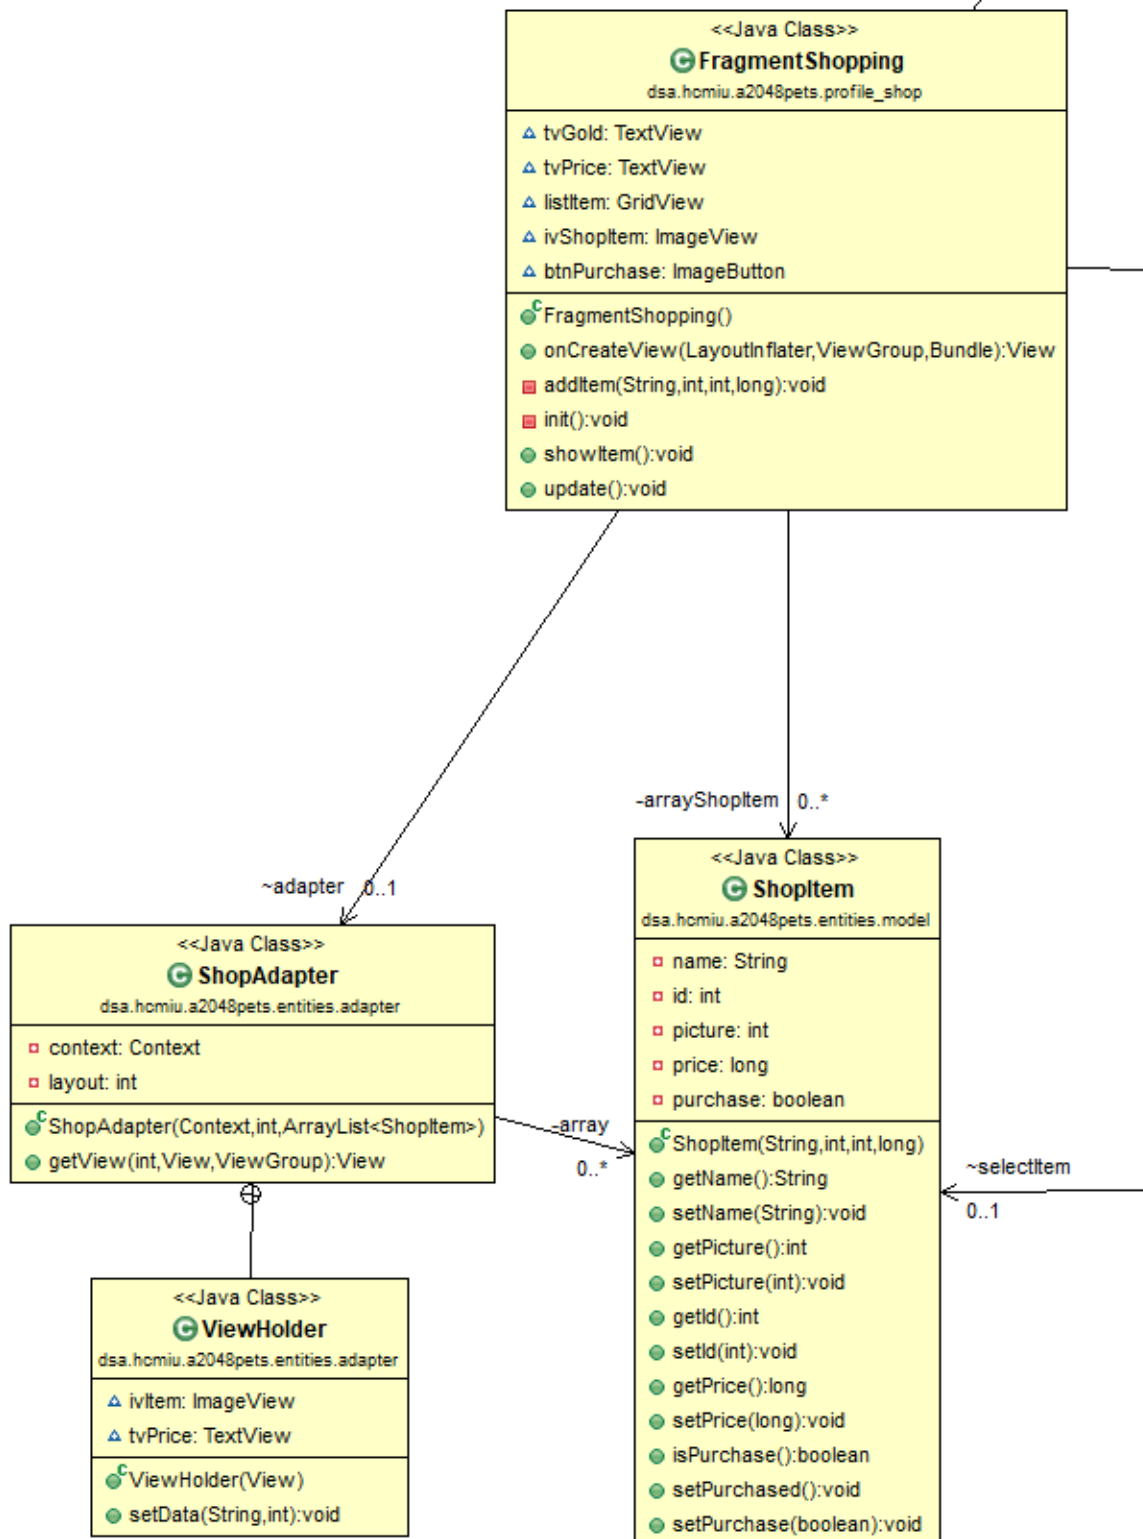 <<Java Class>>
FragmentShopping
dsa.hcmiu.a2048pets.profile_shop
tvGold: TextView
tvPrice: TextView
listItem: GridView
ivShopItem: ImageView
btnPurchase: ImageButton
FragmentShopping()
onCreateView(LayoutInflater,ViewGroup,Bundle):View
addItem(String,int,int,long):void
init():void
showItem():void
update():void
-arrayShopItem 0..*
~adapter 0..1
<<Java Class>>
ShopAdapter
dsa.hcmiu.a2048pets.entities.adapter
context: Context
layout: int
ShopAdapter(Context,int,ArrayList<ShopItem>)
getView(int,View,ViewGroup):View
-array
0..*
<<Java Class>>
ShopItem
dsa.hcmiu.a2048pets.entities.model
name: String
id: int
picture: int
price: long
purchase: boolean
ShopItem(String,int,int,long)
getName():String
setName(String):void
getPicture():int
setPicture(int):void
getId():int
setId(int):void
getPrice():long
setPrice(long):void
isPurchase():boolean
setPurchased():void
setPurchase(boolean):void
~selectItem
0..1
<<Java Class>>
ViewHolder
dsa.hcmiu.a2048pets.entities.adapter
ivItem: ImageView
tvPrice: TextView
ViewHolder(View)
setData(String,int):void